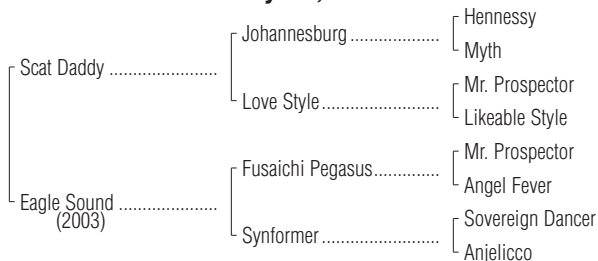 Hennessy
Johannesburg ...................
Myth
Scat Daddy .......................
Mr. Prospector
Love Style.........................
Likeable Style
Mr. Prospector
Fusaichi Pegasus..............
Angel Fever
Eagle Sound .....................
(2003)
Sovereign Dancer
Synformer .........................
Anjelicco